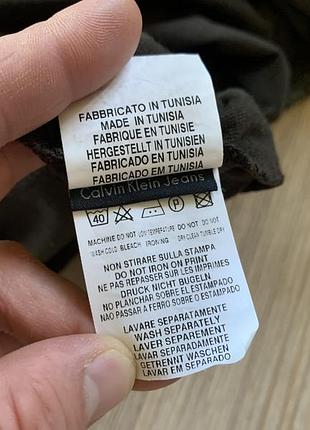 FABBRICATO IN TUNISIA
MADE IN TUNISIA
FABRIQUE EN TUNISIE
HERGESTELLT IN TUNISIEN
FABRICADO EN TUNISIA
FABRICADO EM TUNISIA
Calvin Klein Jeans
40 P
MACHINE DO NOT LOW TEMPERATURE DO NOT
WASH COLD BLEACH IRONING DRY CLEAN TUMBLE DRY
NON STIRARE SULLA STAMPA
DO NOT IRON ON PRINT
NE PAS REPASSER SUR LES IMPRIMES
DRUCK NICHT BUGELN
NO PLANCHAR SOBRE EL ESTAMPADO
NÃO PASSAR A FERRO SOBRE O ESTAMPADO
LAVARE SEPARATAMENTE
WASH SEPARATELY
LAVER SEPAREMENT
LAVAR SEPARADAMENTE
GETRENNT WASCHEN
LAVAR EM SEPARADO